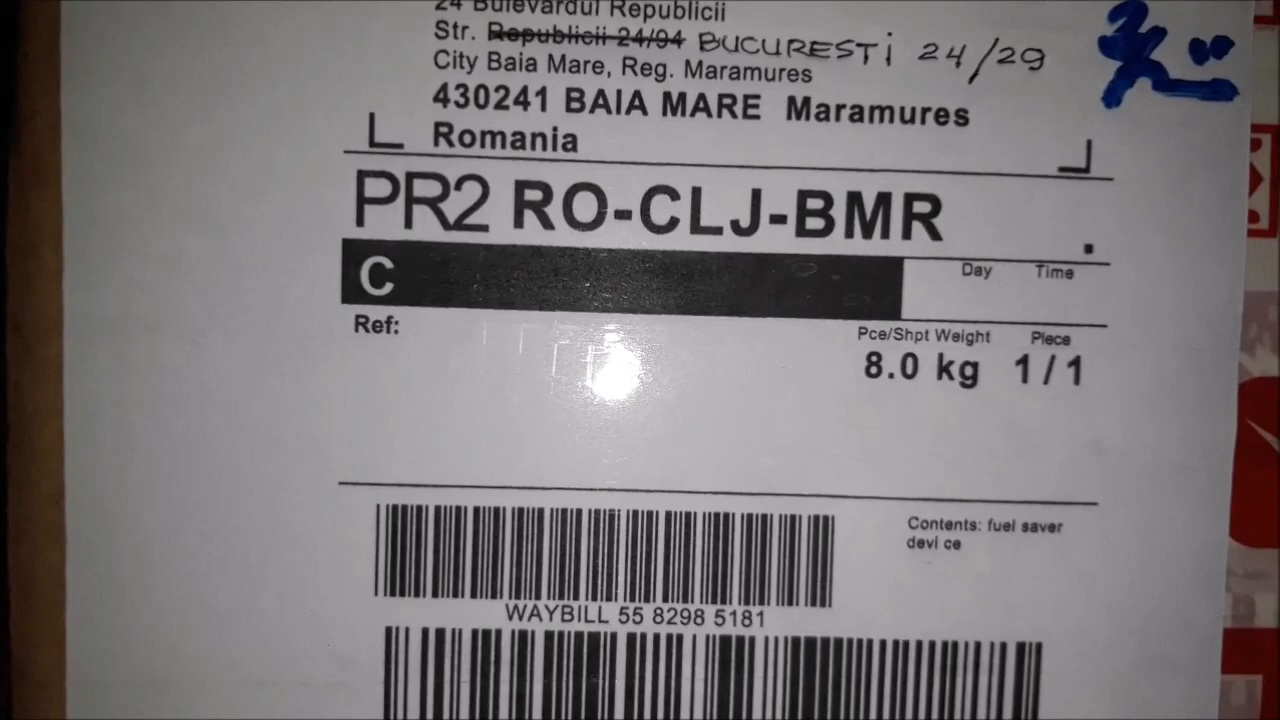 24 Bulevardul Republicii
Str. Republicii 24/94 BUCURESTi 24/29
City Baia Mare, Reg. Maramures
430241 BAIA MARE Maramures
Romania
PR2 RO-CLJ-BMR
C
Day Time
Ref:
Pce/Shpt Weight Piece
8.0 kg 1/1
Contents: fuel saver
devi ce
WAYBILL 55 8298 5181